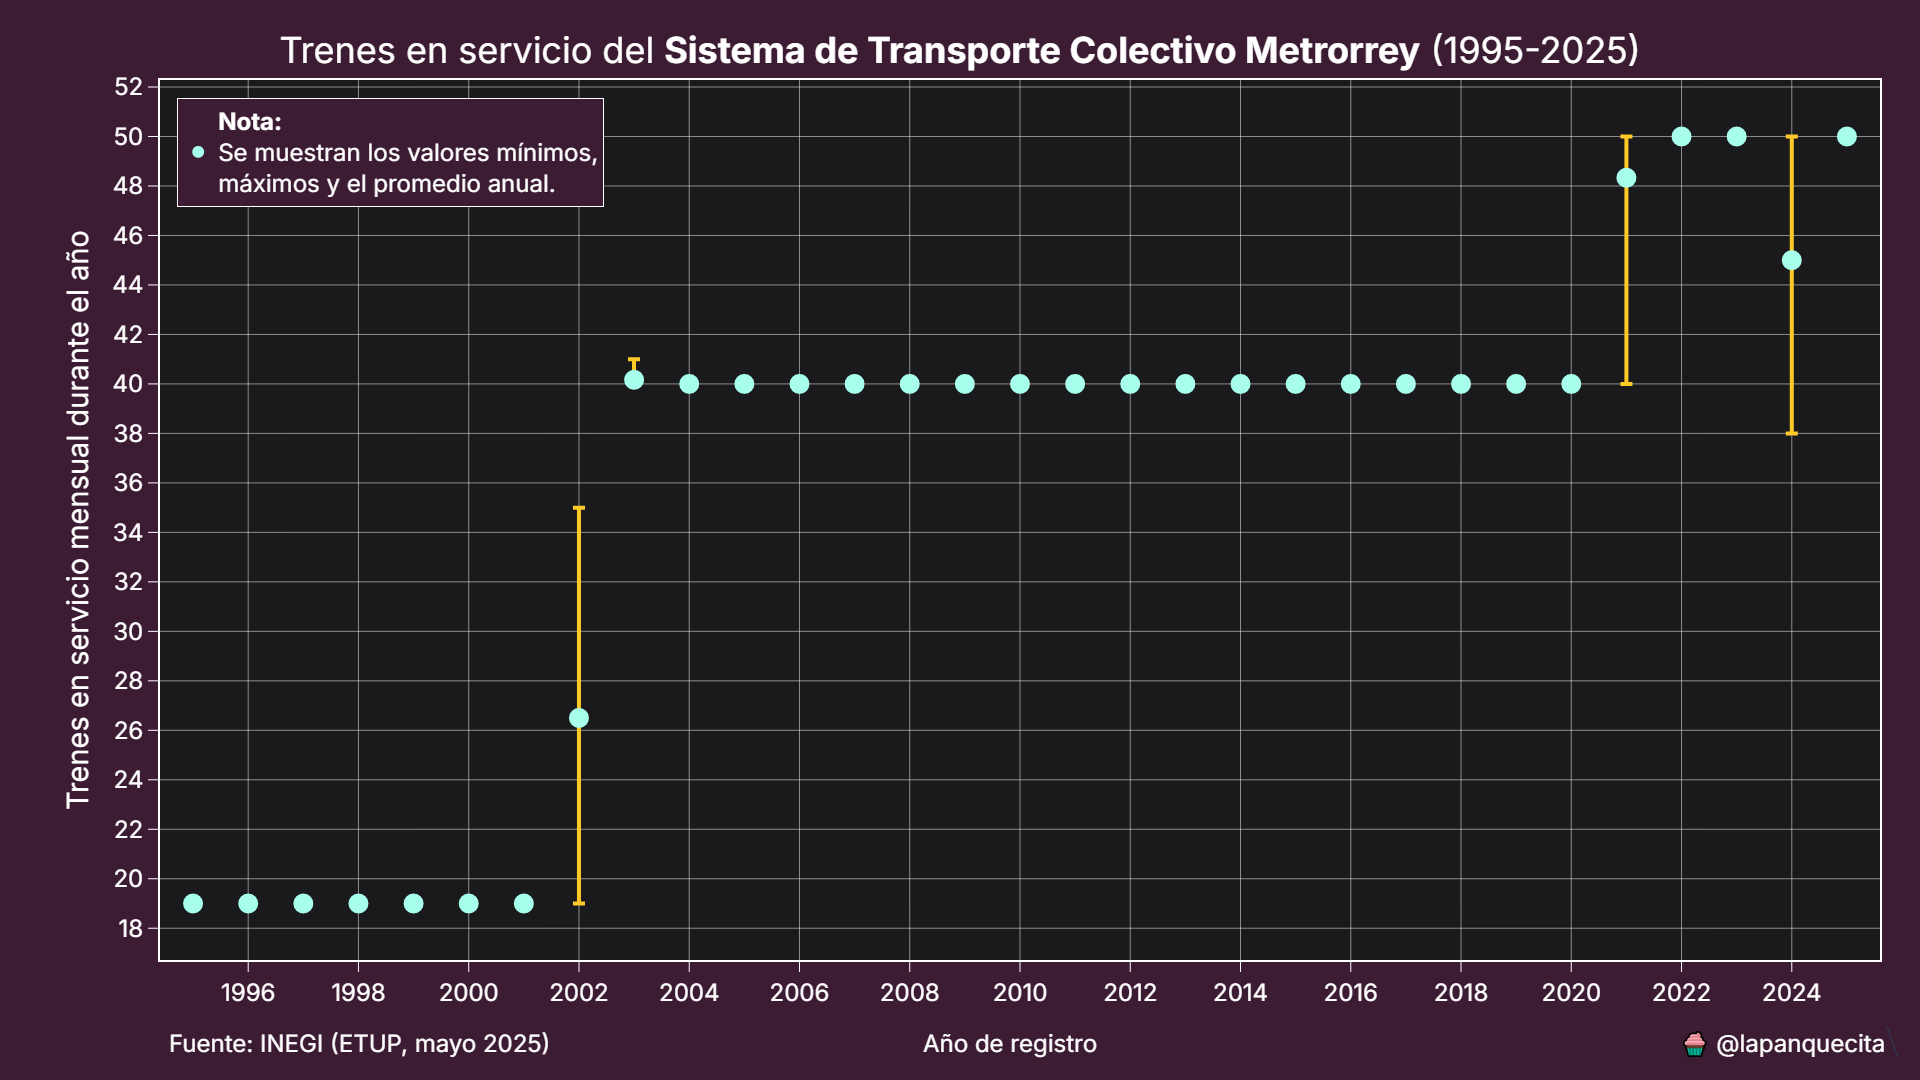 Trenes en servicio del Sistema de Transporte Colectivo Metrorrey (1995-2025)
Nota:
Se muestran los valores mínimos,
máximos y el promedio anual.
Trenes en servicio mensual durante el año
52
50
48
46
44
42
40
38
36
34
32
30
28
26
24
22
20
18
1996 1998 2000 2002 2004 2006 2008 2010 2012 2014 2016 2018 2020 2022 2024
Fuente: INEGI (ETUP, mayo 2025)
Año de registro
@lapanquecita